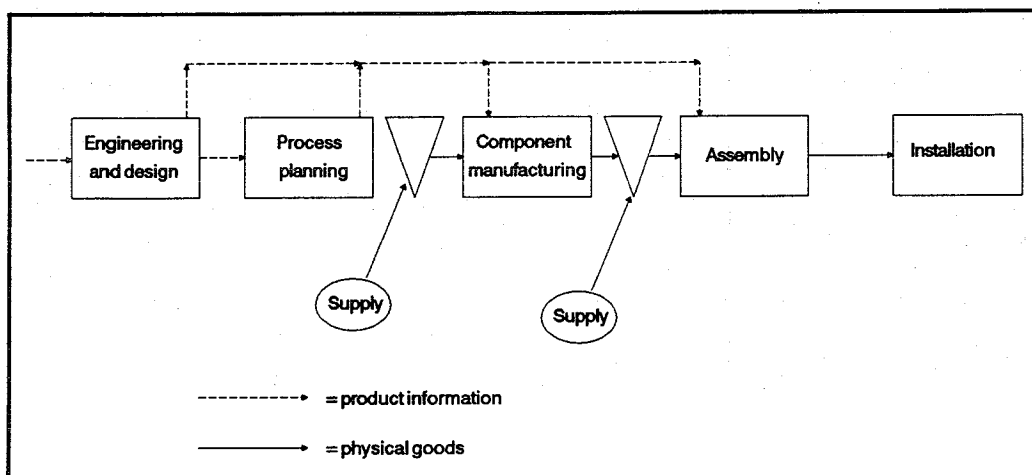 Engineering
and design
Process
planning
Component
manufacturing
Assembly
Installation
Supply
Supply
= product information
= physical goods